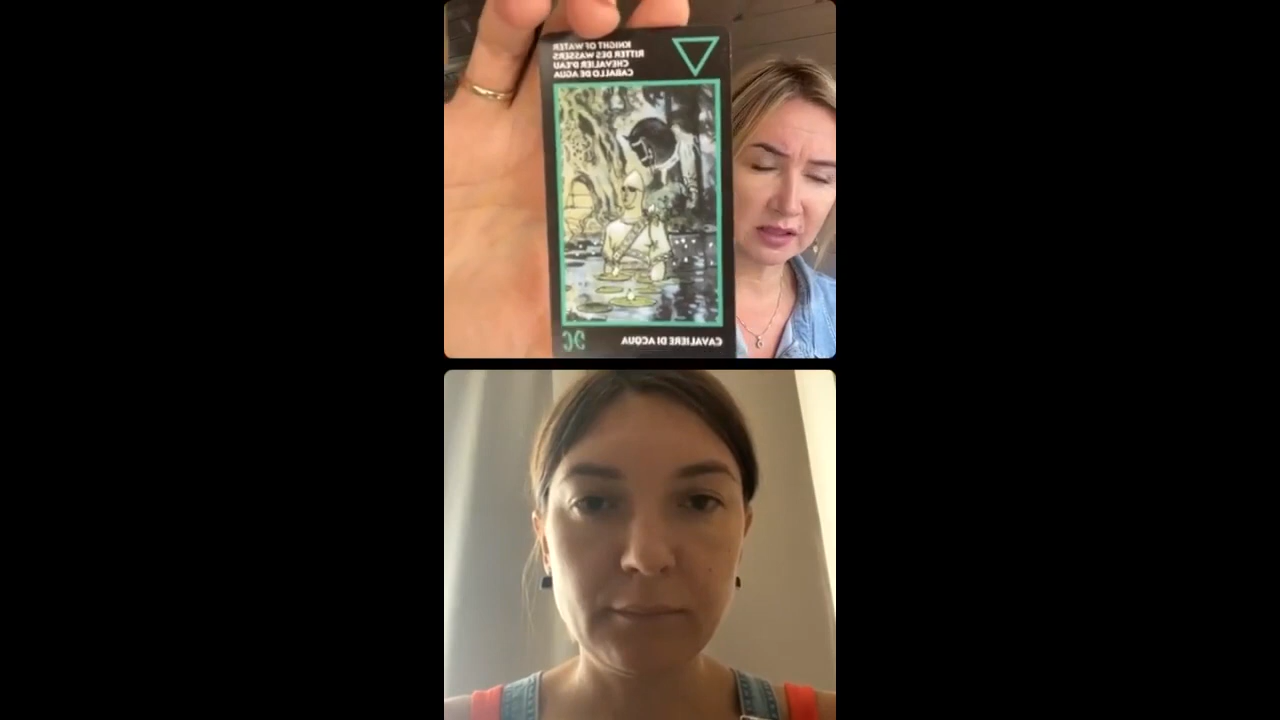 KNIGHT OF WATER
RITTER DES WASSERS
CHEVALIER D'EAU
CABALLO DE AGUA
CAVALIERE DI ACQUA